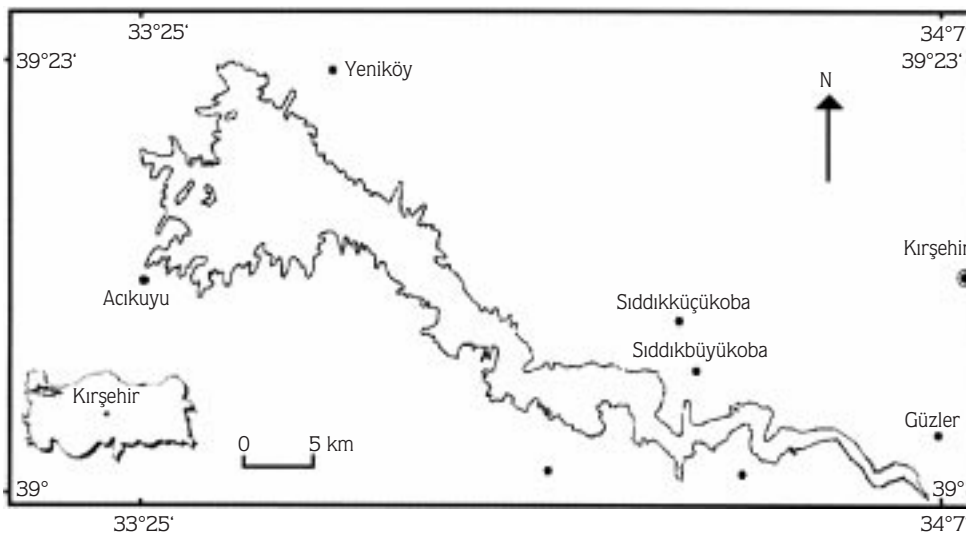 33°25‘
34°7
39°23‘
39°23‘
Yeniköy
N
Kırşehir
Acıkuyu
Sıddıkküçükoba
Sıddıkbüyükoba
Kırşehir
Güzler
0 5 km
39°
39°
33°25‘
34°7